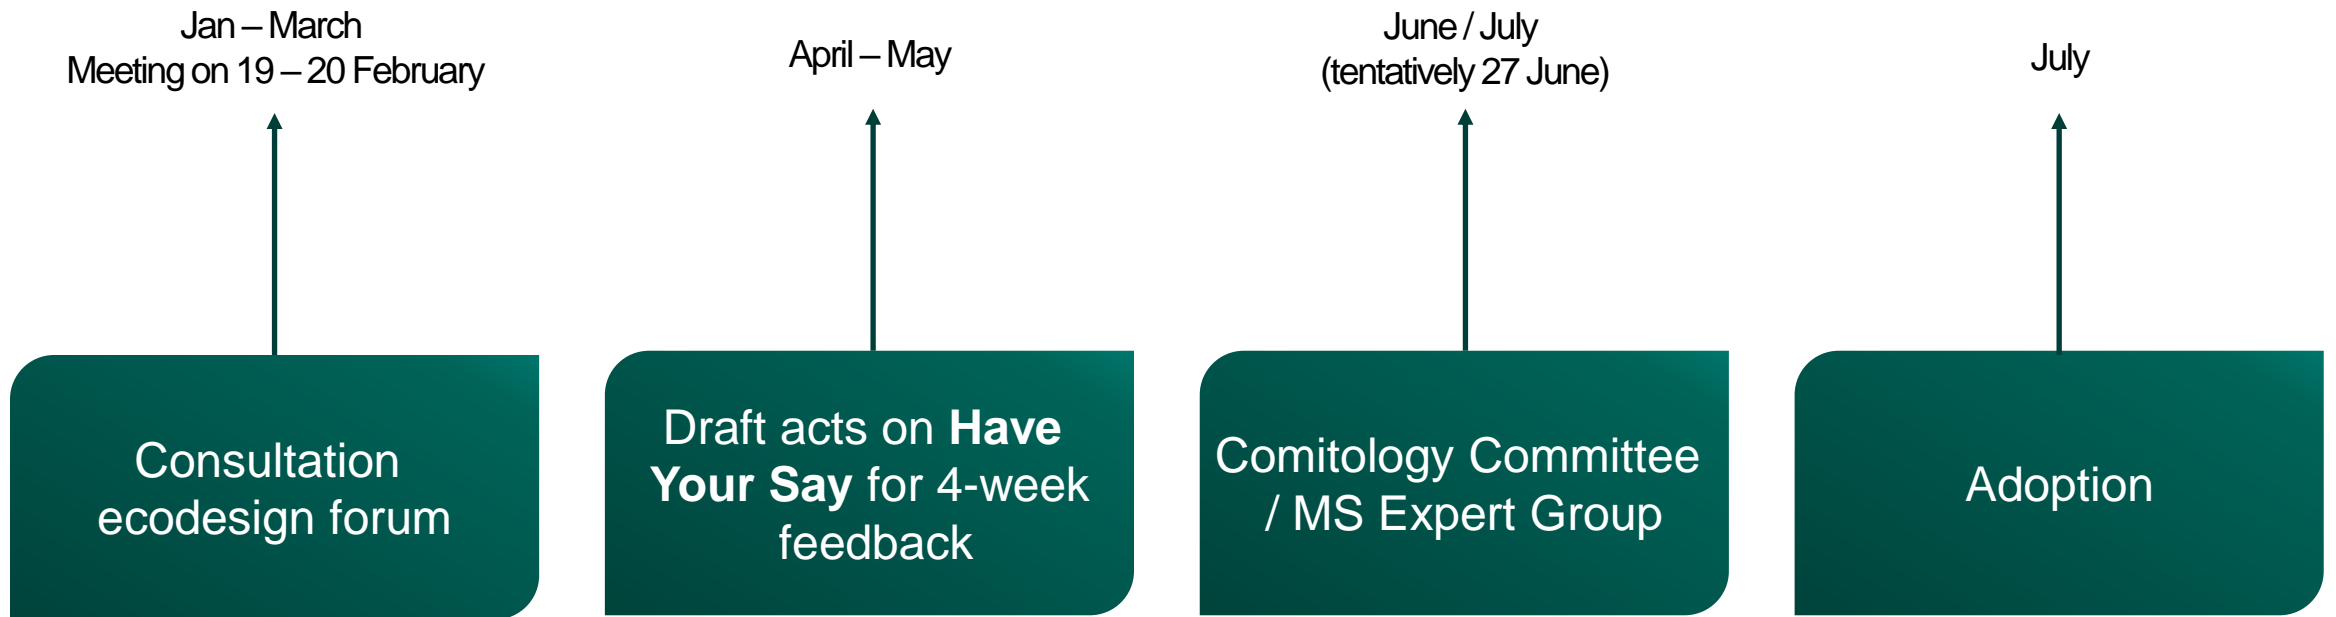 Jan – March
Meeting on 19 – 20 February
April – May
June / July
(tentatively 27 June)
July
Consultation
ecodesign forum
Draft acts on Have
Your Say for 4-week
feedback
Comitology Committee
/ MS Expert Group
Adoption